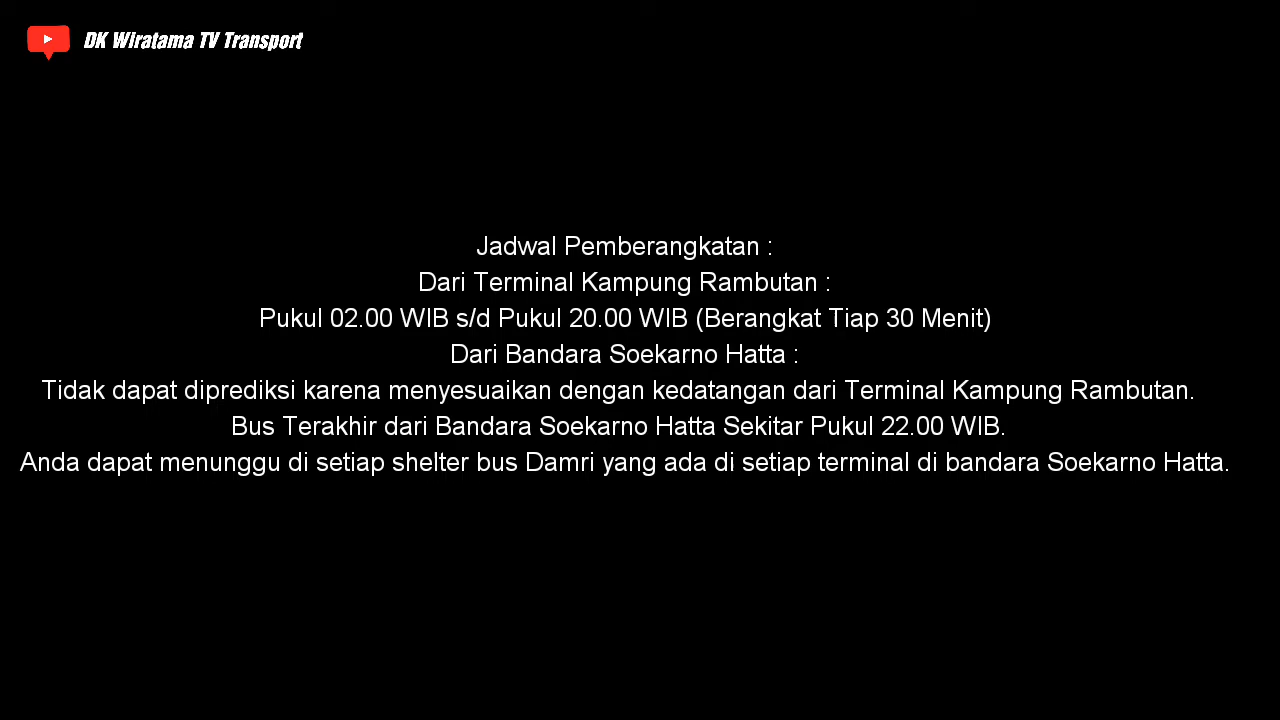 DK Wiratama TV Transport
Jadwal Pemberangkatan :
Dari Terminal Kampung Rambutan :
Pukul 02.00 WIB s/d Pukul 20.00 WIB (Berangkat Tiap 30 Menit)
Dari Bandara Soekarno Hatta :
Tidak dapat diprediksi karena menyesuaikan dengan kedatangan dari Terminal Kampung Rambutan.
Bus Terakhir dari Bandara Soekarno Hatta Sekitar Pukul 22.00 WIB.
Anda dapat menunggu di setiap shelter bus Damri yang ada di setiap terminal di bandara Soekarno Hatta.